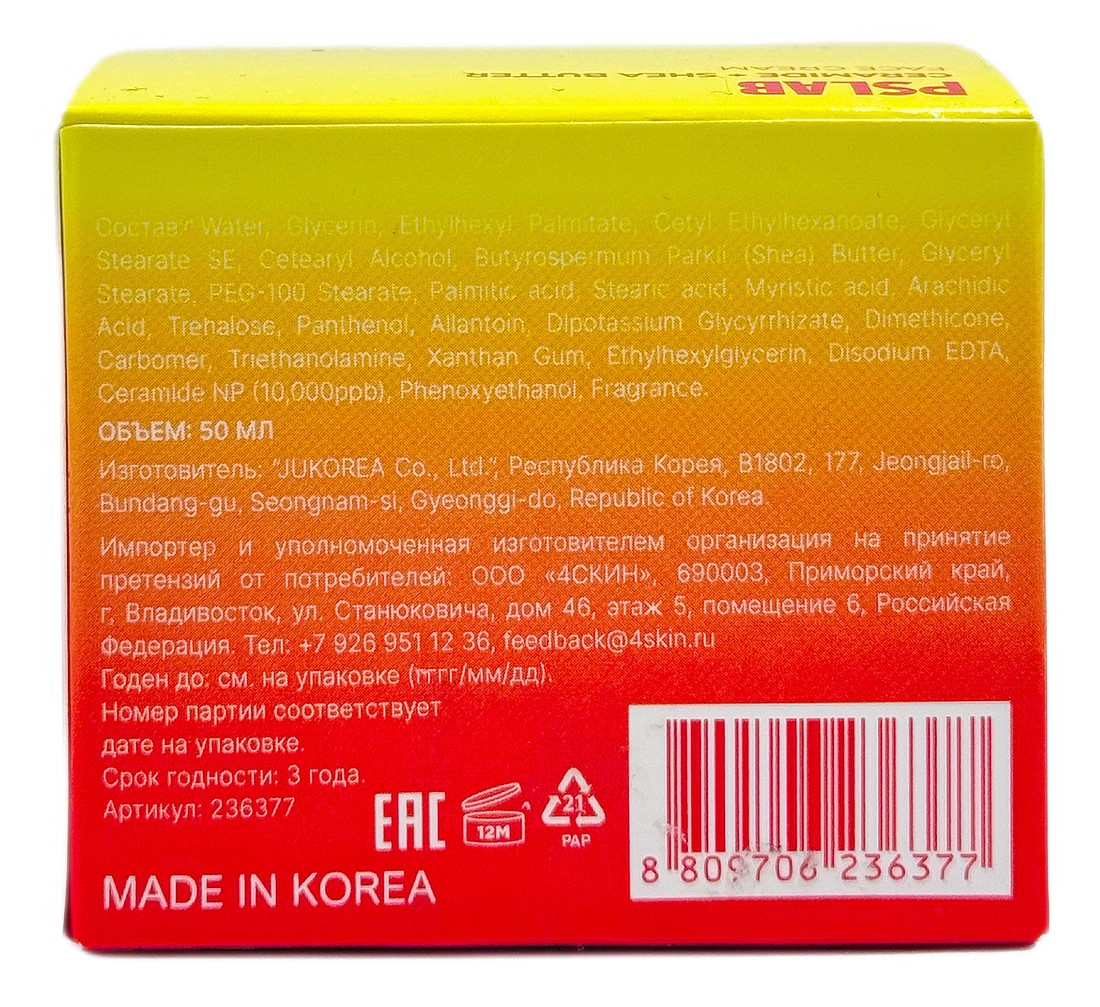 PSLAB
CERAMIDE + SHEA BUTTER
FACE CREAM
Состав: Water, Glycerin, Ethylhexyl Palmitate, Cetyl Ethylhexanoate, Glyceryl
Stearate SE, Cetearyl Alcohol, Butyrospermum Parkii (Shea) Butter, Glyceryl
Stearate, PEG-100 Stearate, Palmitic acid, Stearic acid, Myristic acid, Arachidic
Acid, Trehalose, Panthenol, Allantoin, Dipotassium Glycyrrhizate, Dimethicone,
Carbomer, Triethanolamine, Xanthan Gum, Ethylhexylglycerin, Disodium EDTA,
Ceramide NP (10,000ppb), Phenoxyethanol, Fragrance.
ОБЪЕМ: 50 МЛ
Изготовитель: "JUKOREA Co., Ltd.", Республика Корея, B1802, 177, Jeongjail-ro,
Bundang-gu, Seongnam-si, Gyeonggi-do, Republic of Korea.
Импортер и уполномоченная изготовителем организация на принятие
претензий от потребителей: ООО «4СКИН», 690003, Приморский край,
г, Владивосток, ул. Станюковича, дом 46, этаж 5, помещение 6, Российская
Федерация. Тел: +7 926 951 12 36, feedback@4skin.ru
Годен до: см. на упаковке (гггг/мм/дд).
Номер партии соответствует
дате на упаковке.
Срок годности: 3 года.
Артикул: 236377
EAC
12M
21
PAP
MADE IN KOREA
8 809706 236377